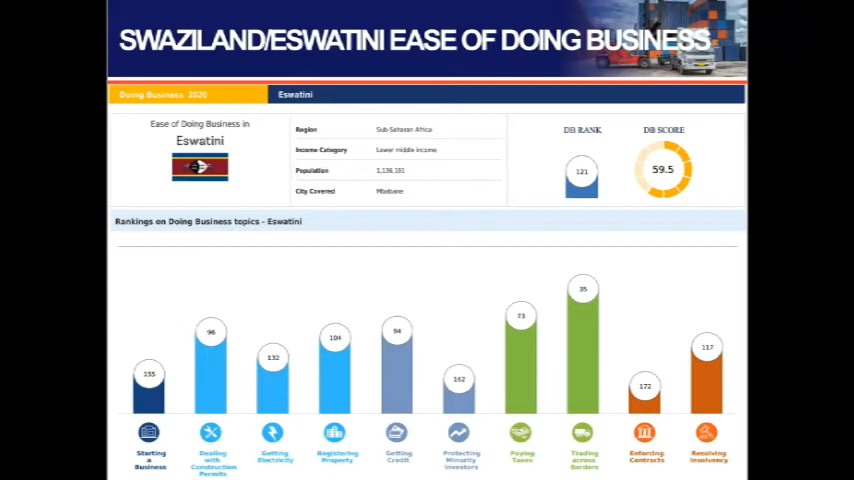 SWAZILAND/ESWATINI EASE OF DOING BUSINESS
Doing Business 2020
Eswatini
Ease of Doing Business in
Eswatini
Region Sub-Saharan Africa
Income Category Lower middle income
Population 1,136,191
City Covered Mbabane
DB RANK
DB SCORE
121
59.5
Rankings on Doing Business topics - Eswatini
155
96
132
104
94
162
73
35
172
117
Starting
a
Business
Dealing
with
Construction
Permits
Getting
Electricity
Registering
Property
Getting
Credit
Protecting
Minority
Investors
Paying
Taxes
Trading
across
Borders
Enforcing
Contracts
Resolving
Insolvency